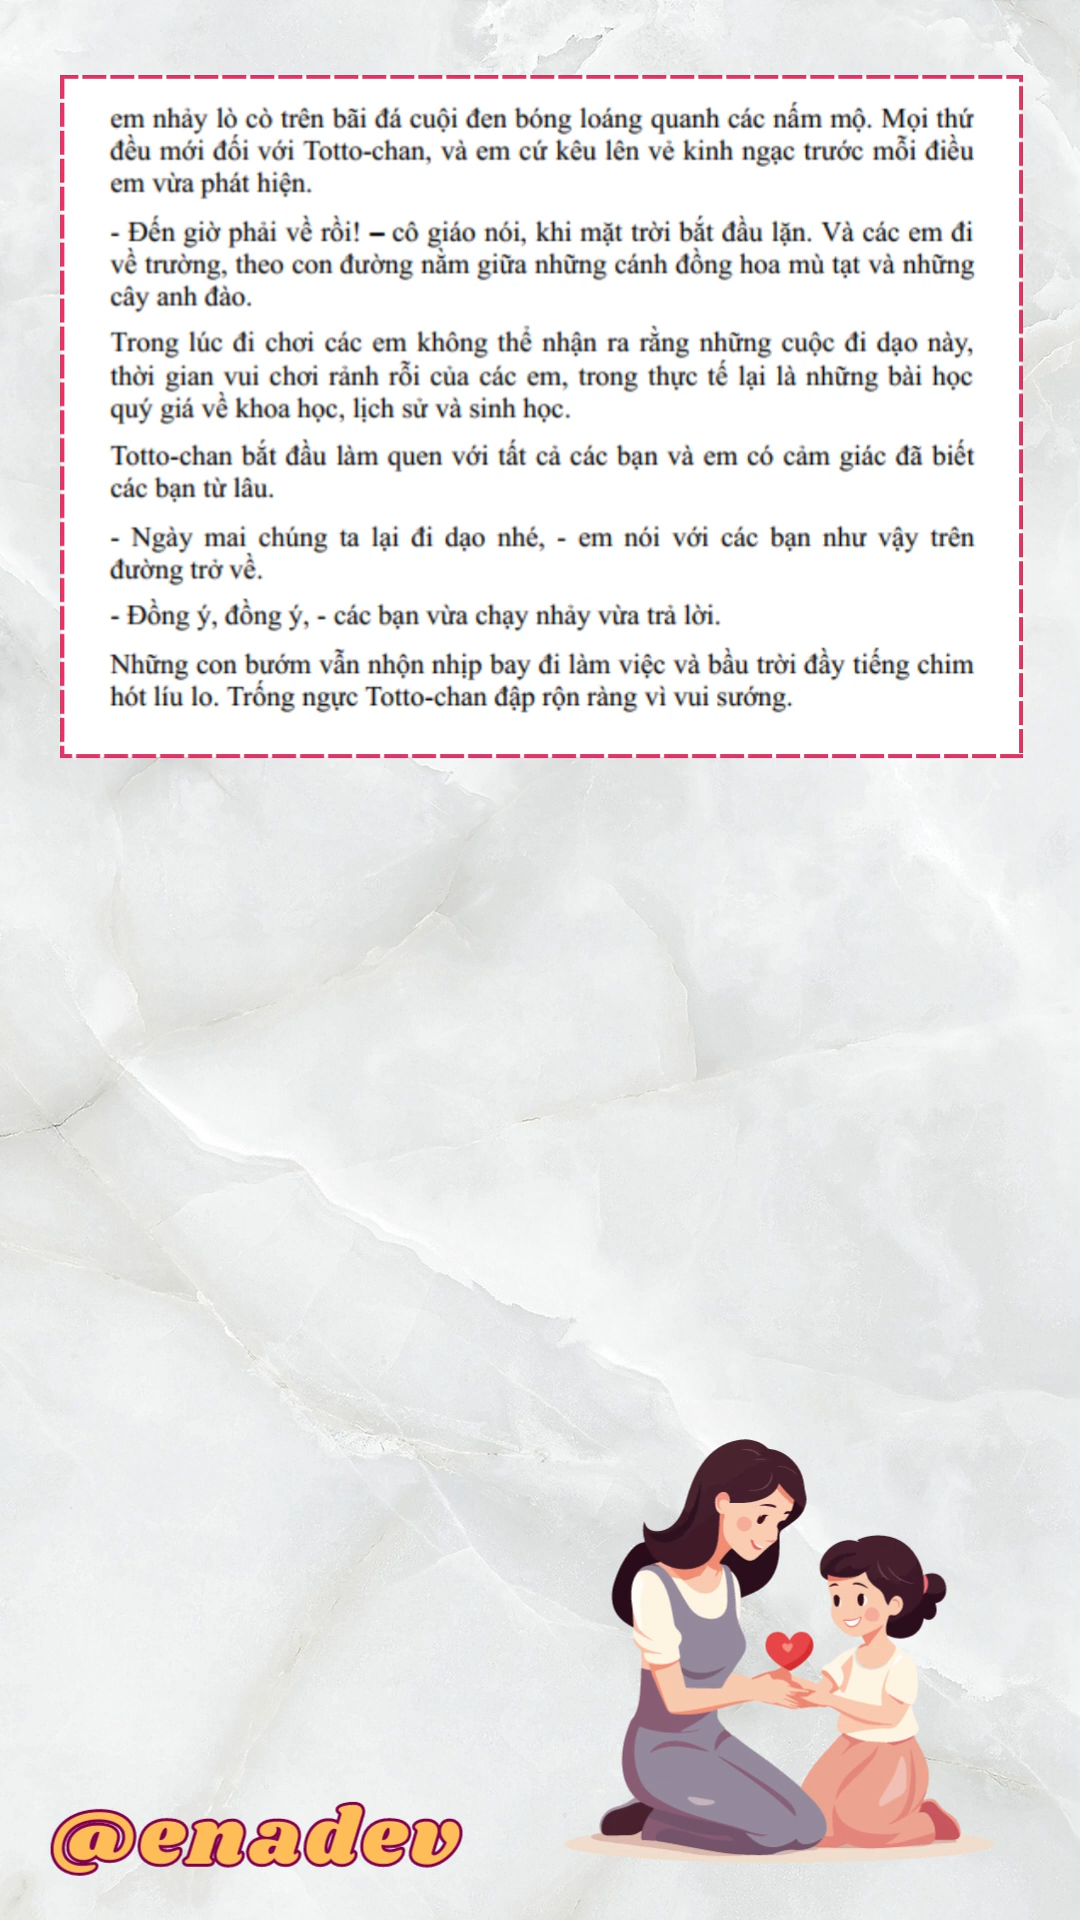 em nhảy lò cò trên bãi đá cuội đen bóng loáng quanh các nấm mộ. Mọi thứ
đều mới đối với Totto-chan, và em cứ kêu lên vẻ kinh ngạc trước mỗi điều
em vừa phát hiện.
- Đến giờ phải về rồi! – cô giáo nói, khi mặt trời bắt đầu lặn. Và các em đi
về trường, theo con đường nằm giữa những cánh đồng hoa mù tạt và những
cây anh đào.
Trong lúc đi chơi các em không thể nhận ra rằng những cuộc đi dạo này,
thời gian vui chơi rảnh rỗi của các em, trong thực tế lại là những bài học
quý giá về khoa học, lịch sử và sinh học.
Totto-chan bắt đầu làm quen với tất cả các bạn và em có cảm giác đã biết
các bạn từ lâu.
- Ngày mai chúng ta lại đi dạo nhé, - em nói với các bạn như vậy trên
đường trở về.
- Đồng ý, đồng ý, - các bạn vừa chạy nhảy vừa trả lời.
Những con bướm vẫn nhộn nhịp bay đi làm việc và bầu trời đầy tiếng chim
hót líu lo. Trống ngực Totto-chan đập rộn ràng vì vui sướng.
@enadev